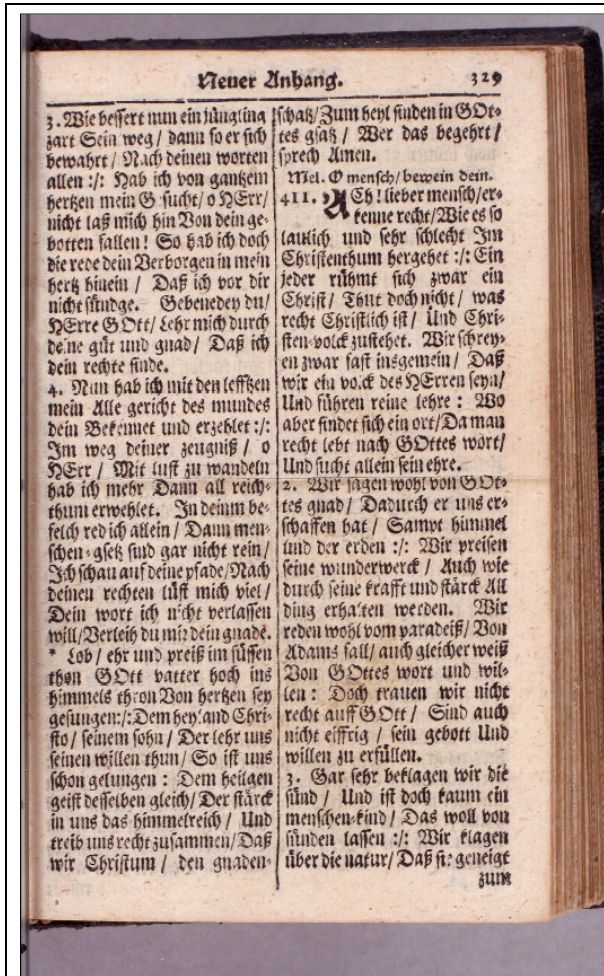 Neuer Anhang. 329
3. Wie bessert nun ein jüngling
zart Sein weg / dann so er sich
bewahrt / Nach deinen worten
allen :/: Hab ich von gantzem
hertzen mein G sucht / o HErr /
nicht laß mich hin Von dein ge-
botten fallen! So hab ich doch
die rede dein Verborgen in mein
hertz hinein / Daß ich vor dir
nicht sündge. Gebenedey du /
HErre GOtt / Lehr mich durch
deine güt und gnad / Daß ich
dein rechte finde.
4. Nun hab ich mit den lefftzen
mein Alle gericht des mundes
dein Bekennet und erzehlet :/:
Im weg deiner zeugniß / o
HErr / Mit lust zu wandeln
hab ich mehr Dann all reich-
thum erwehlet. In deinm be-
felch red ich allein / Dann men-
schen-gsetz sind gar nicht rein /
Ich schau auf deine pfade / Nach
deinen rechten lüst mich viel /
Dein wort ich nicht verlassen
will / Verleih du mir dein gnade.
* Lob / ehr und preiß im süssen
thon GOtt vatter hoch ins
himmels thron Von hertzen sey
gesungen :/: Dem heyland Chri-
sto / seinem sohn / Der lehr uns
seinen willen thun / So ist uns
schon gelungen : Dem heilgen
geist desselben gleich / Der stärck
in uns das himmelreich / Und
treib uns recht zusammen / Daß
wir Christum / den gnaden-
schatz / Zum heyl finden in GOt-
tes gsatz / Wer das begehrt /
sprech Amen.
Mel. O mensch / bewein dein.
411. ACh! lieber mensch / er-
kenne recht / Wie es so
laulich und sehr schlecht Im
Christenthum hergehet :/: Ein
jeder rühmt sich zwar ein
Christ / Thut doch nicht / was
recht Christlich ist / Und Chri-
sten-volck zustehet. Wir schrey-
en zwar fast insgemein / Daß
wir ein volck des HErren seyn /
Und führen reine lehre : Wo
aber findt sich ein ort / Da man
recht lebt nach GOttes wort /
Und sucht allein sein ehre.
2. Wir sagen wohl von GOt-
tes gnad / Dadurch er uns er-
schaffen hat / Sampt himmel
und der erden :/: Wir preisen
seine wunderwerck / Auch wie
durch seine krafft und stärck All
ding erhalten werden. Wir
reden wohl vom paradeiß / Von
Adams fall / auch gleicher weiß
Von GOttes wort und wil-
len : Doch trauen wir nicht
recht auff GOtt / Sind auch
nicht eiffrig / sein gebott Und
willen zu erfüllen.
3. Gar sehr beklagen wir die
sünd / Und ist doch kaum ein
menschen-kind / Das woll von
sünden lassen :/: Wir klagen
über die natur / Daß sie geneigt
zum